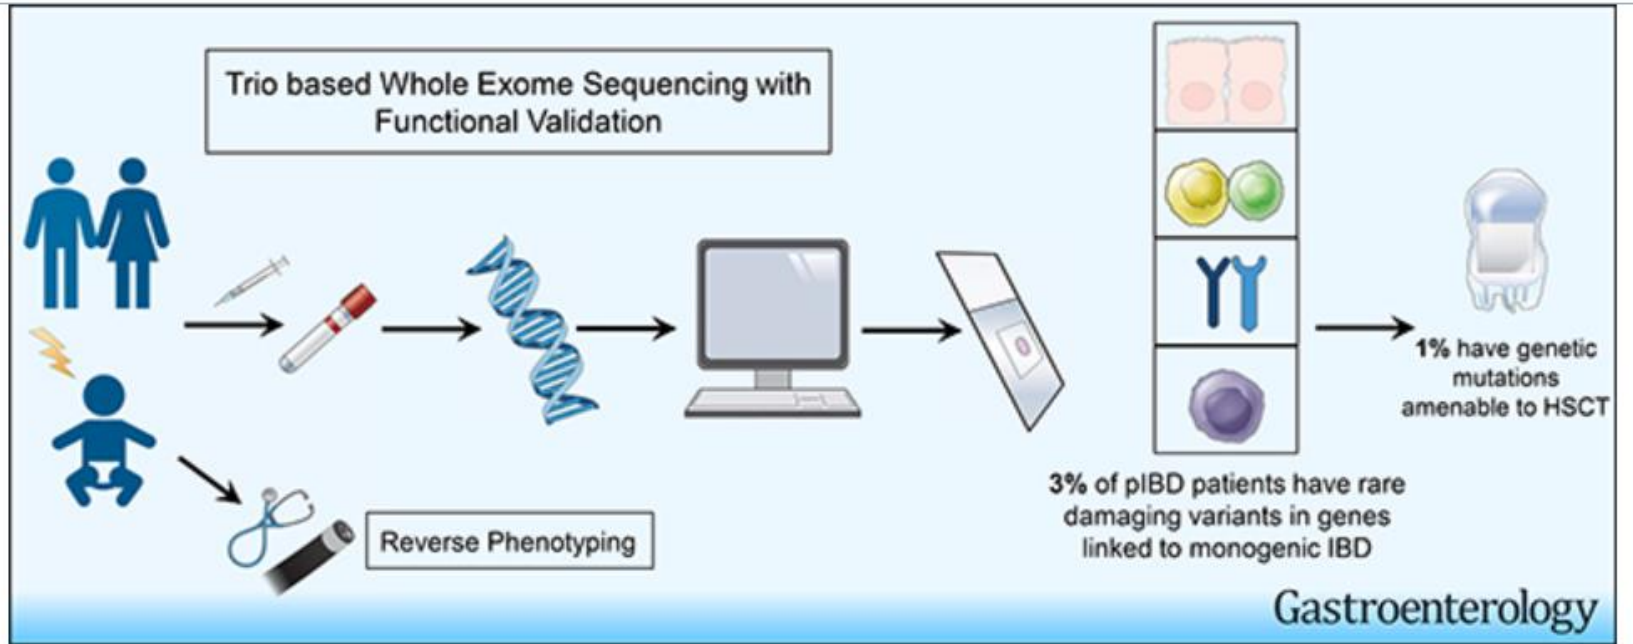 Trio based Whole Exome Sequencing with
Functional Validation
1% have genetic
mutations
amenable to HSCT
3% of pIBD patients have rare
damaging variants in genes
linked to monogenic IBD
Reverse Phenotyping
Gastroenterology